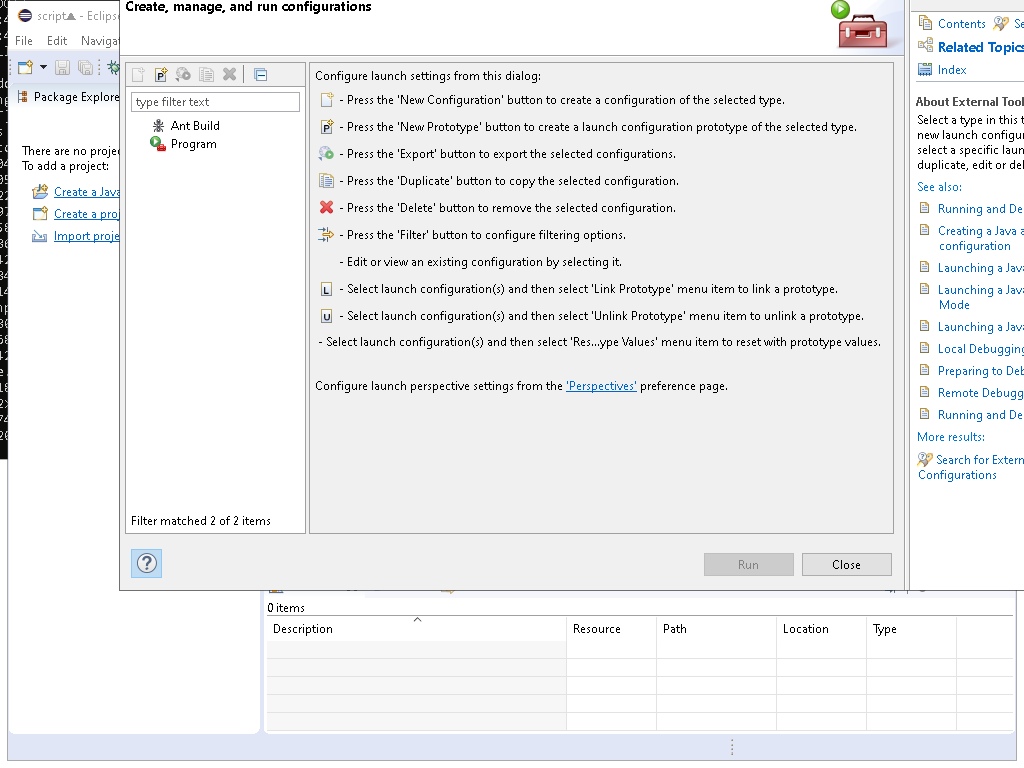 Create, manage, and run configurations
script - Eclips
File Edit Naviga
Package Explore
There are no proje
To add a project:
Create a Java
Create a proj
Import proje
type filter text
Ant Build
Program
Filter matched 2 of 2 items
Configure launch settings from this dialog:
- Press the 'New Configuration' button to create a configuration of the selected type.
- Press the 'New Prototype' button to create a launch configuration prototype of the selected type.
- Press the 'Export' button to export the selected configurations.
- Press the 'Duplicate' button to copy the selected configuration.
- Press the 'Delete' button to remove the selected configuration.
- Press the 'Filter' button to configure filtering options.
- Edit or view an existing configuration by selecting it.
- Select launch configuration(s) and then select 'Link Prototype' menu item to link a prototype.
- Select launch configuration(s) and then select 'Unlink Prototype' menu item to unlink a prototype.
- Select launch configuration(s) and then select 'Res...ype Values' menu item to reset with prototype values.
Configure launch perspective settings from the 'Perspectives' preference page.
Run Close
Contents Se
Related Topics
Index
About External Tool
Select a type in this t
new launch configur
select a specific laun
duplicate, edit or del
See also:
Running and De
Creating a Java a
configuration
Launching a Java
Launching a Java
Mode
Launching a Java
Local Debugging
Preparing to Deb
Remote Debugg
Running and De
More results:
Search for Extern
Configurations
0 items
Description Resource Path Location Type